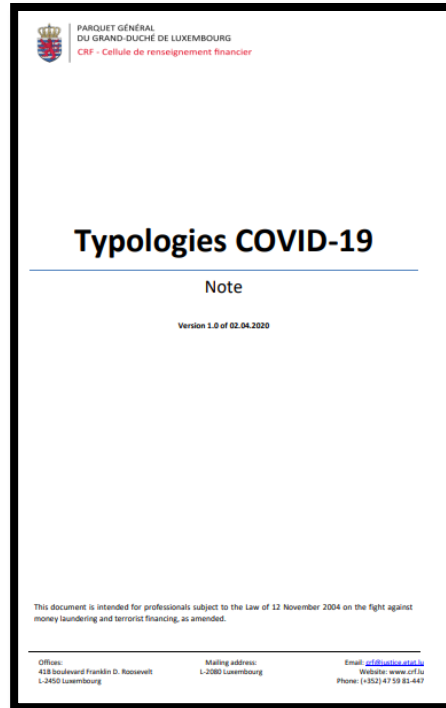 PARQUET GÉNÉRAL
DU GRAND-DUCHÉ DE LUXEMBOURG
CRF - Cellule de renseignement financier
Typologies COVID-19
Note
Version 1.0 of 02.04.2020
This document is intended for professionals subject to the Law of 12 November 2004 on the fight against
money laundering and terrorist financing, as amended.
Offices:
41B boulevard Franklin D. Roosevelt
L-2450 Luxembourg
Mailing address:
L-2080 Luxembourg
Email: crf@justice.etat.lu
Website: www.crf.lu
Phone: (+352) 47 59 81-447